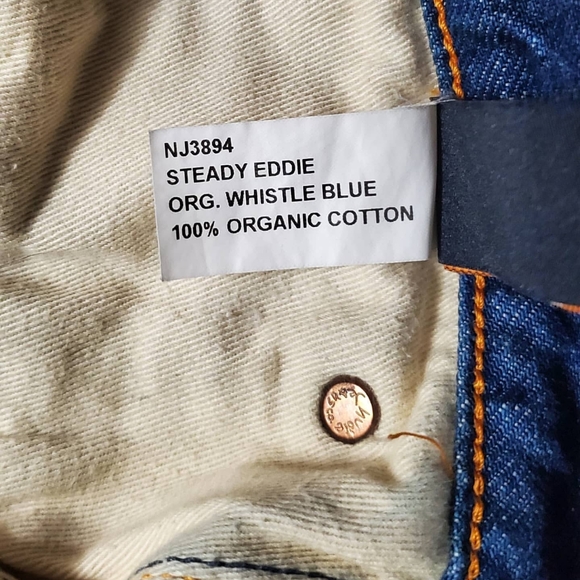 NJ3894
STEADY EDDIE
ORG. WHISTLE BLUE
100% ORGANIC COTTON